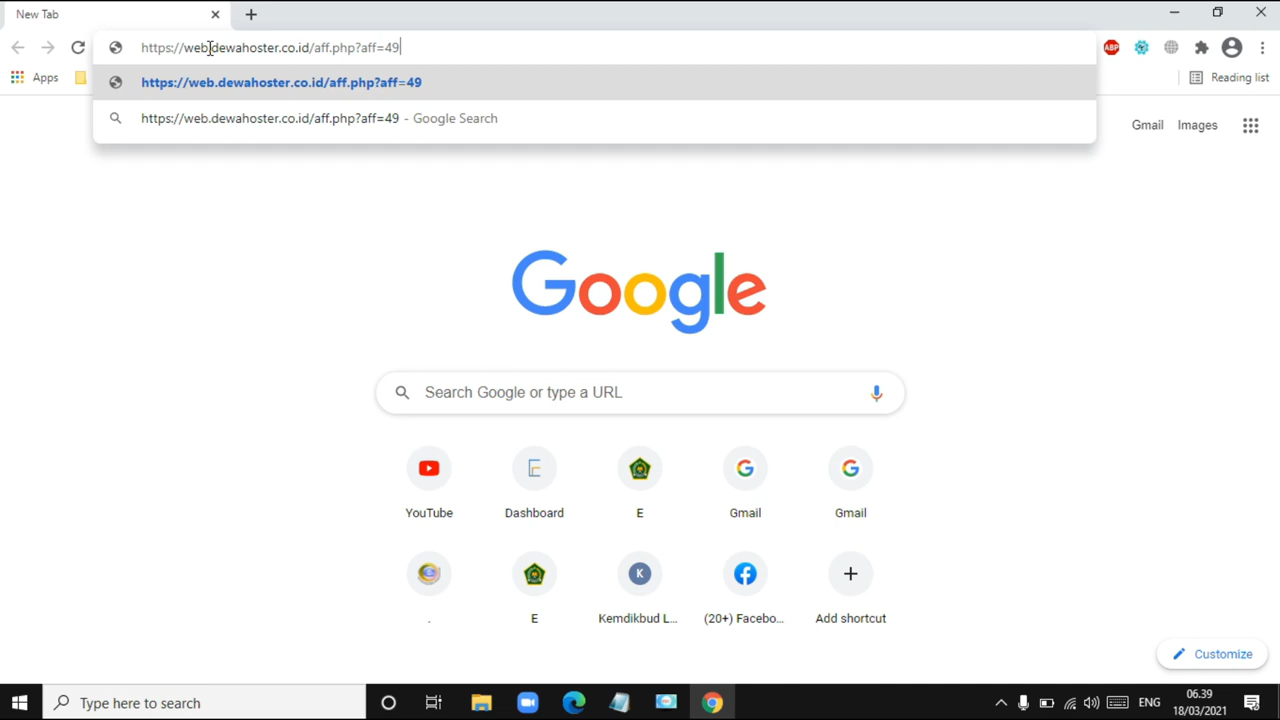 New Tab
https://web.dewahoster.co.id/aff.php?aff=49
Apps
Reading list
https://web.dewahoster.co.id/aff.php?aff=49
https://web.dewahoster.co.id/aff.php?aff=49 - Google Search
ABP
Gmail
Images
Google
Search Google or type a URL
YouTube
Dashboard
E
Gmail
Gmail
.
E
K
Kemdikbud L...
(20+) Facebo...
Add shortcut
Customize
Type here to search
ENG
06.39
18/03/2021